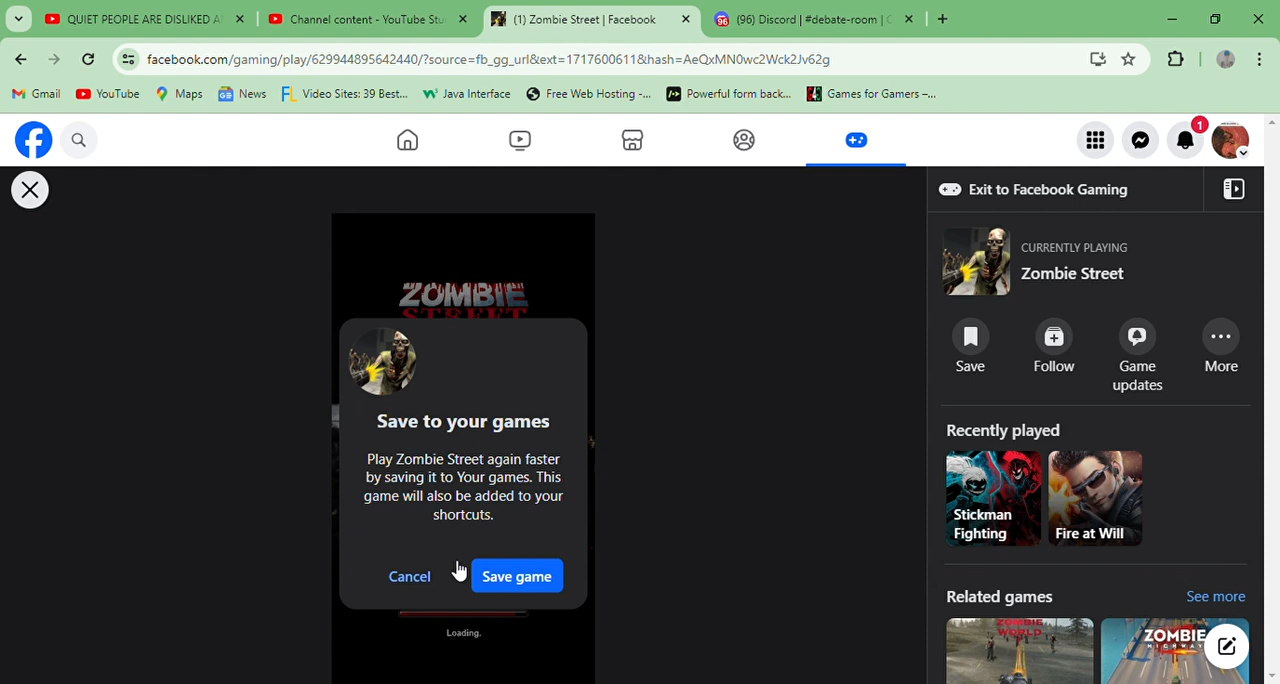 QUIET PEOPLE ARE DISLIKED A
Channel content - YouTube Stu
(1) Zombie Street | Facebook
(96) Discord | #debate-room |
facebook.com/gaming/play/629944895642440/?source=fb_gg_url&ext=1717600611&hash=AeQxMN0wc2Wck2Jv62g
Gmail
YouTube
Maps
News
Video Sites: 39 Best...
Java Interface
Free Web Hosting -...
Powerful form back...
Games for Gamers –...
1
Exit to Facebook Gaming
CURRENTLY PLAYING
Zombie Street
Save
Follow
Game
updates
More
ZOMBIE
STREET
Save to your games
Play Zombie Street again faster
by saving it to Your games. This
game will also be added to your
shortcuts.
Cancel
Save game
Loading.
Recently played
Stickman
Fighting
Fire at Will
Related games
See more
ZOMBIE
WORLD
ZOMBIE
HIGHWAY